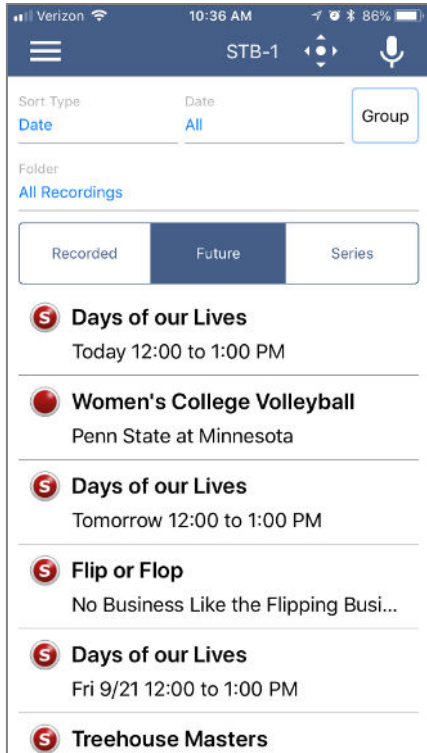 Verizon 10:36 AM 86%
STB-1
Sort Type Date
Date All Group
Folder
All Recordings
Recorded Future Series
S Days of our Lives
Today 12:00 to 1:00 PM
Women's College Volleyball
Penn State at Minnesota
S Days of our Lives
Tomorrow 12:00 to 1:00 PM
S Flip or Flop
No Business Like the Flipping Busi...
S Days of our Lives
Fri 9/21 12:00 to 1:00 PM
S Treehouse Masters